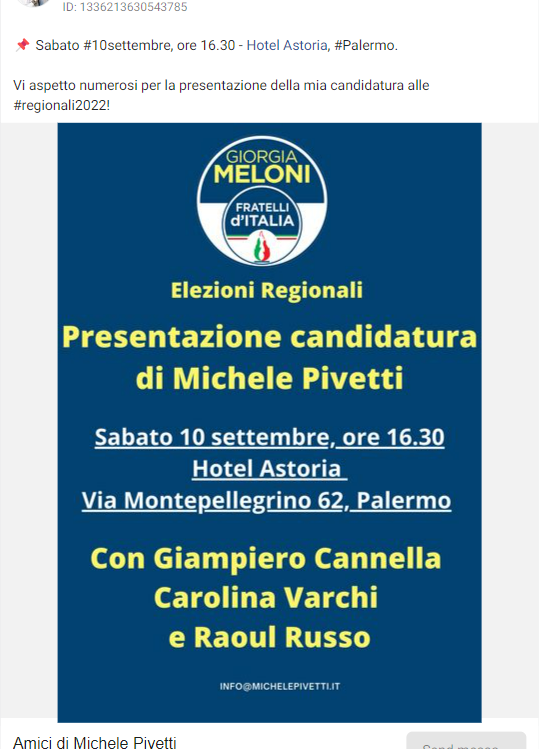 ID: 1336213630543785
📌 Sabato #10settembre, ore 16.30 - Hotel Astoria, #Palermo.
Vi aspetto numerosi per la presentazione della mia candidatura alle
#regionali2022!
GIORGIA
MELONI
FRATELLI
d'ITALIA
Elezioni Regionali
Presentazione candidatura
di Michele Pivetti
Sabato 10 settembre, ore 16.30
Hotel Astoria
Via Montepellegrino 62, Palermo
Con Giampiero Cannella
Carolina Varchi
e Raoul Russo
INFO@MICHELEPIVETTI.IT
Amici di Michele Pivetti